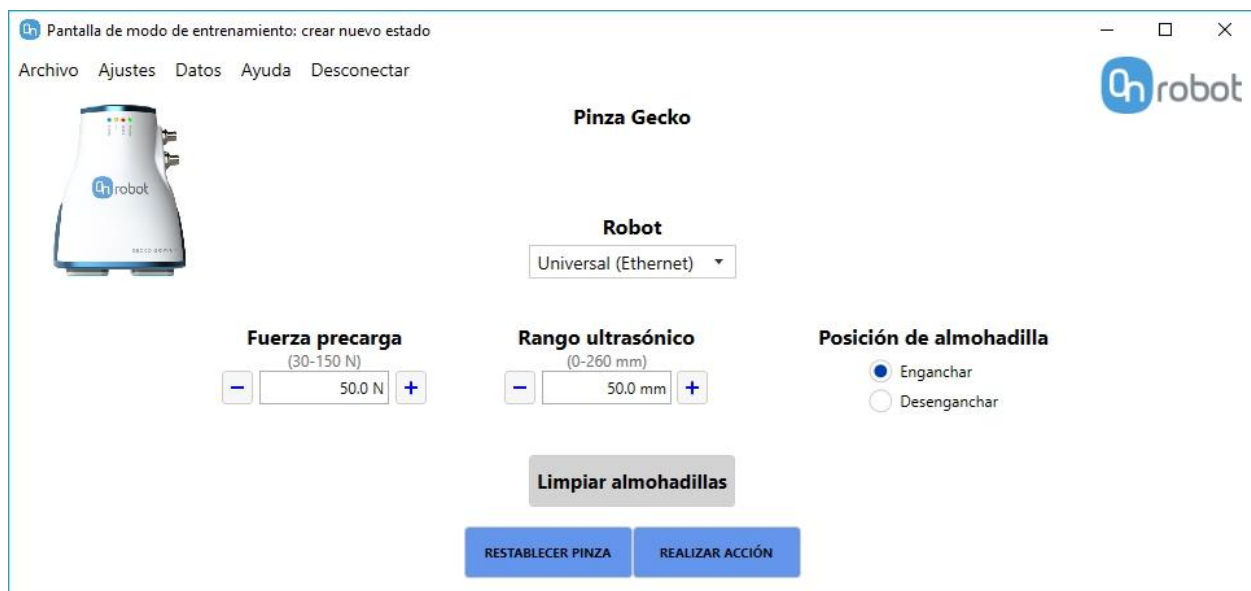 Pantalla de modo de entrenamiento: crear nuevo estado
Archivo Ajustes Datos Ayuda Desconectar
On robot
Pinza Gecko
On robot
Robot
Universal (Ethernet)
Fuerza precarga Rango ultrasónico Posición de almohadilla
(30-150 N) (0-260 mm)
− 50.0 N + − 50.0 mm + Enganchar
Desenganchar
Limpiar almohadillas
RESTABLECER PINZA REALIZAR ACCIÓN